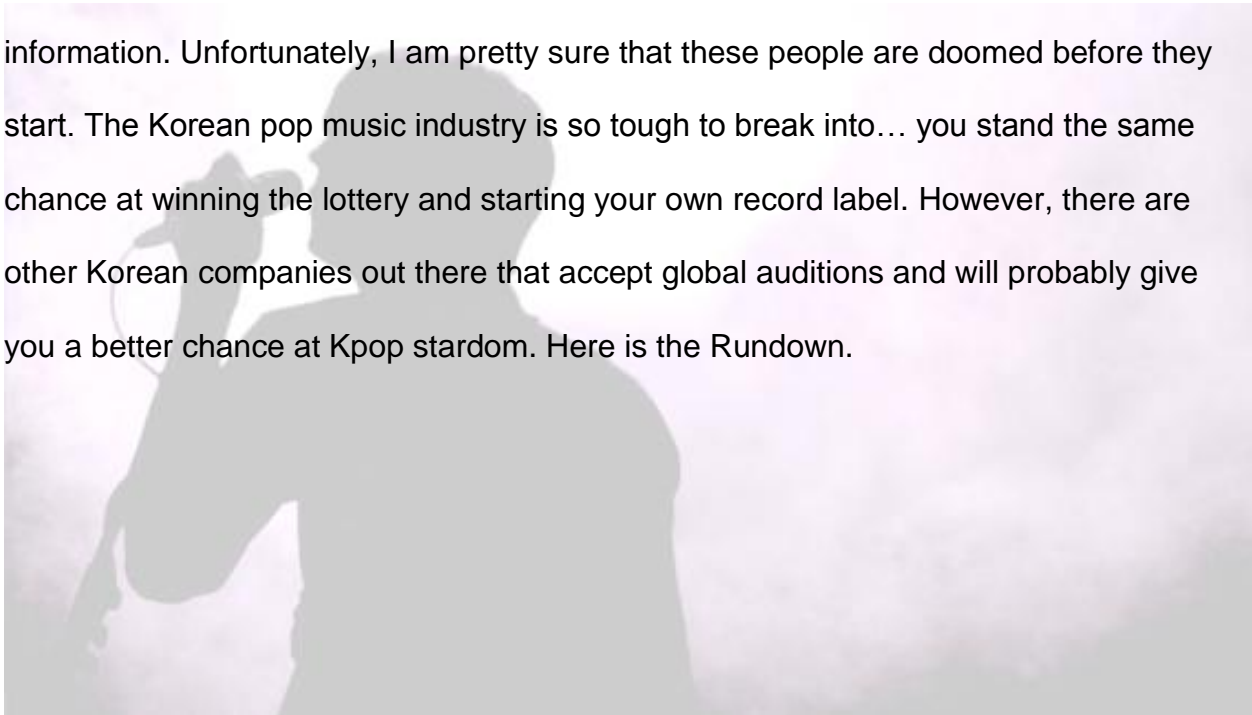 information. Unfortunately, I am pretty sure that these people are doomed before they
start. The Korean pop music industry is so tough to break into… you stand the same
chance at winning the lottery and starting your own record label. However, there are
other Korean companies out there that accept global auditions and will probably give
you a better chance at Kpop stardom. Here is the Rundown.